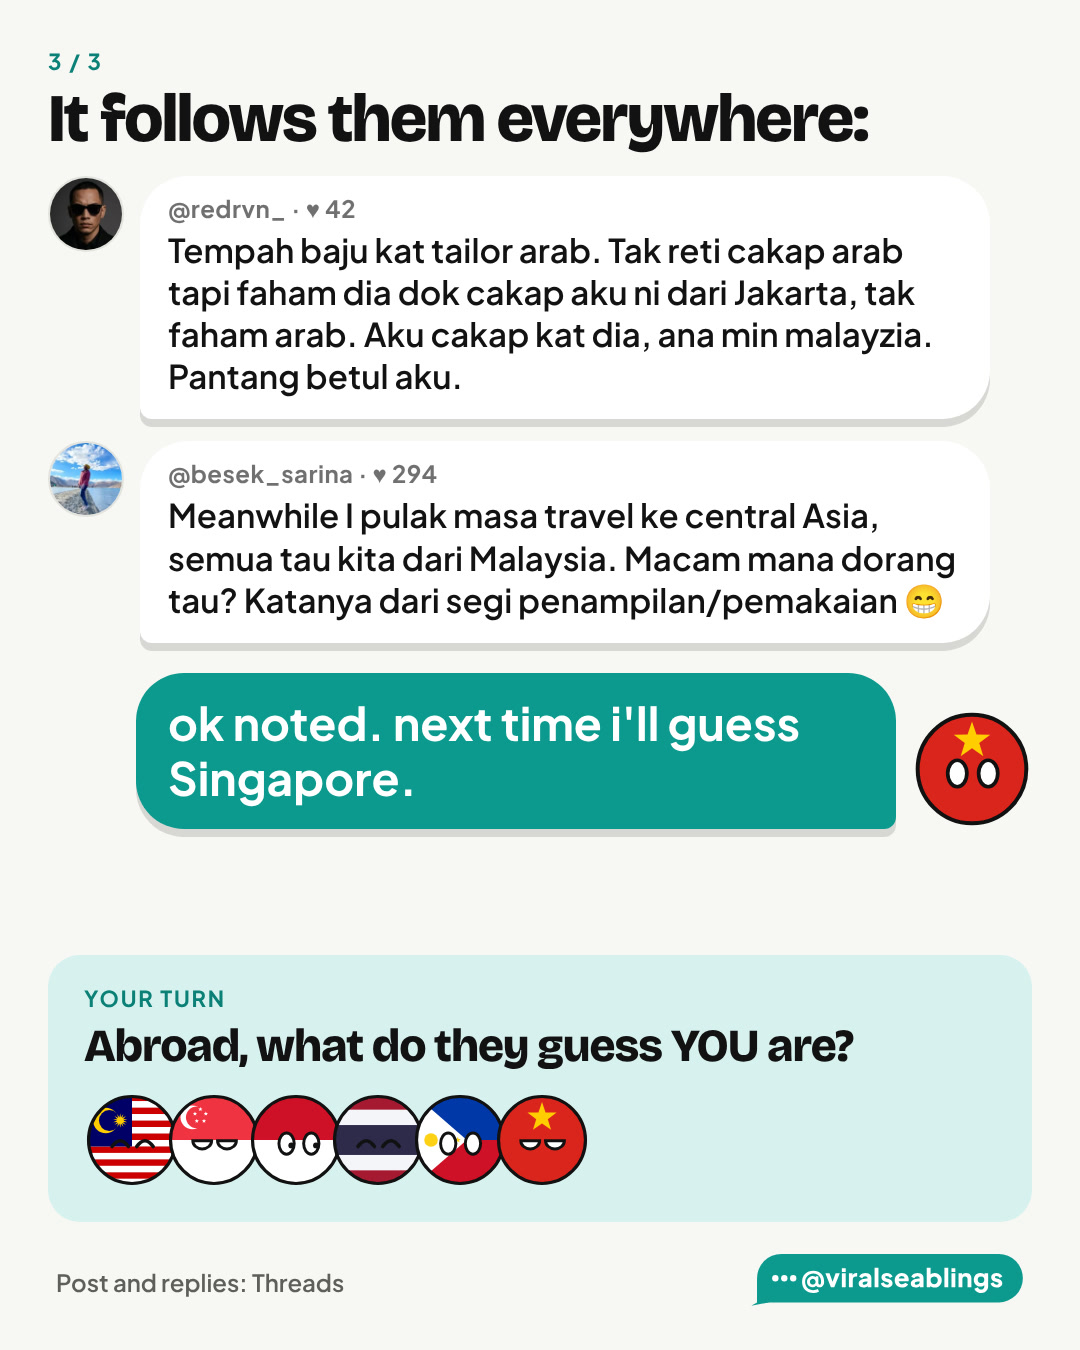 3 / 3
It follows them everywhere:
@redrvn_ · ♥ 42
Tempah baju kat tailor arab. Tak reti cakap arab
tapi faham dia dok cakap aku ni dari Jakarta, tak
faham arab. Aku cakap kat dia, ana min malayzia.
Pantang betul aku.
@besek_sarina · ♥ 294
Meanwhile I pulak masa travel ke central Asia,
semua tau kita dari Malaysia. Macam mana dorang
tau? Katanya dari segi penampilan/pemakaian 😁
ok noted. next time i'll guess
Singapore.
YOUR TURN
Abroad, what do they guess YOU are?
Post and replies: Threads
•••@viralseablings